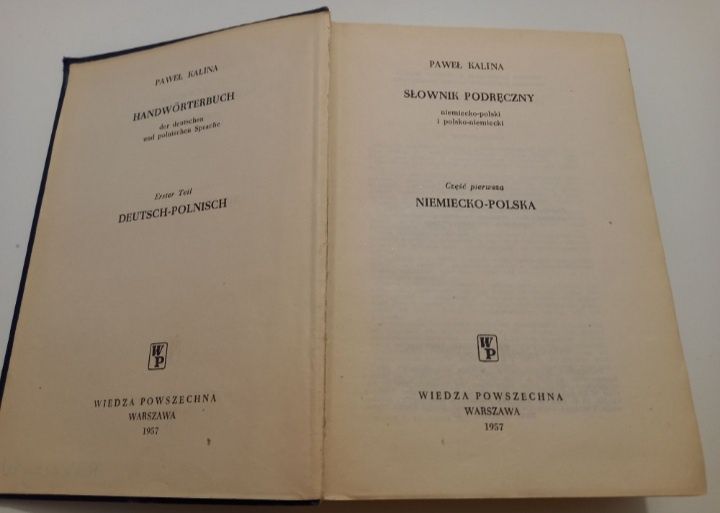 PAWEŁ KALINA
HANDWÖRTERBUCH
der deutschen
und polnischen Sprache
Erster Teil
DEUTSCH-POLNISCH
WP
WIEDZA POWSZECHNA
WARSZAWA
1957
PAWEŁ KALINA
SŁOWNIK PODRĘCZNY
niemiecko-polski
i polsko-niemiecki
Część pierwsza
NIEMIECKO-POLSKA
WP
WIEDZA POWSZECHNA
WARSZAWA
1957